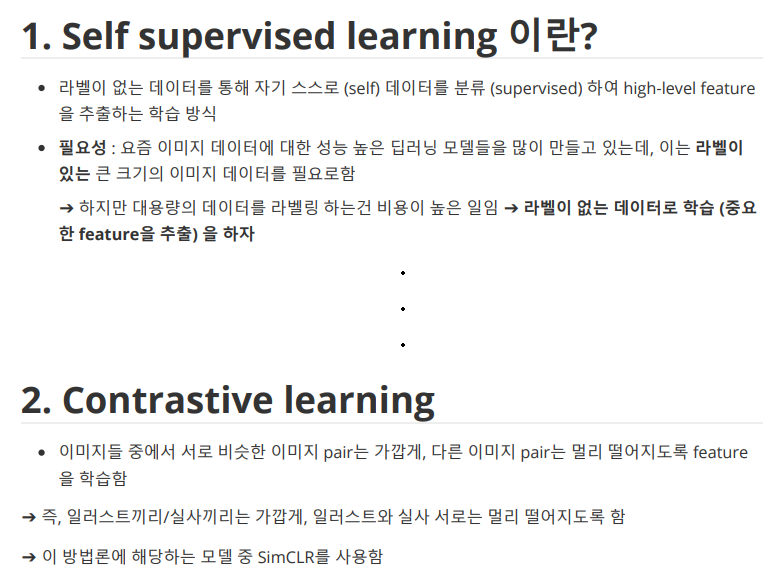 1. Self supervised learning 이란?
• 라벨이 없는 데이터를 통해 자기 스스로 (self) 데이터를 분류 (supervised) 하여 high-level feature
을 추출하는 학습 방식
• 필요성 : 요즘 이미지 데이터에 대한 성능 높은 딥러닝 모델들을 많이 만들고 있는데, 이는 라벨이
있는 큰 크기의 이미지 데이터를 필요로함
➔ 하지만 대용량의 데이터를 라벨링 하는건 비용이 높은 일임 ➔ 라벨이 없는 데이터로 학습 (중요
한 feature을 추출) 을 하자
•
•
•
2. Contrastive learning
• 이미지들 중에서 서로 비슷한 이미지 pair는 가깝게, 다른 이미지 pair는 멀리 떨어지도록 feature
을 학습함
➔ 즉, 일러스트끼리/실사끼리는 가깝게, 일러스트와 실사 서로는 멀리 떨어지도록 함
➔ 이 방법론에 해당하는 모델 중 SimCLR를 사용함